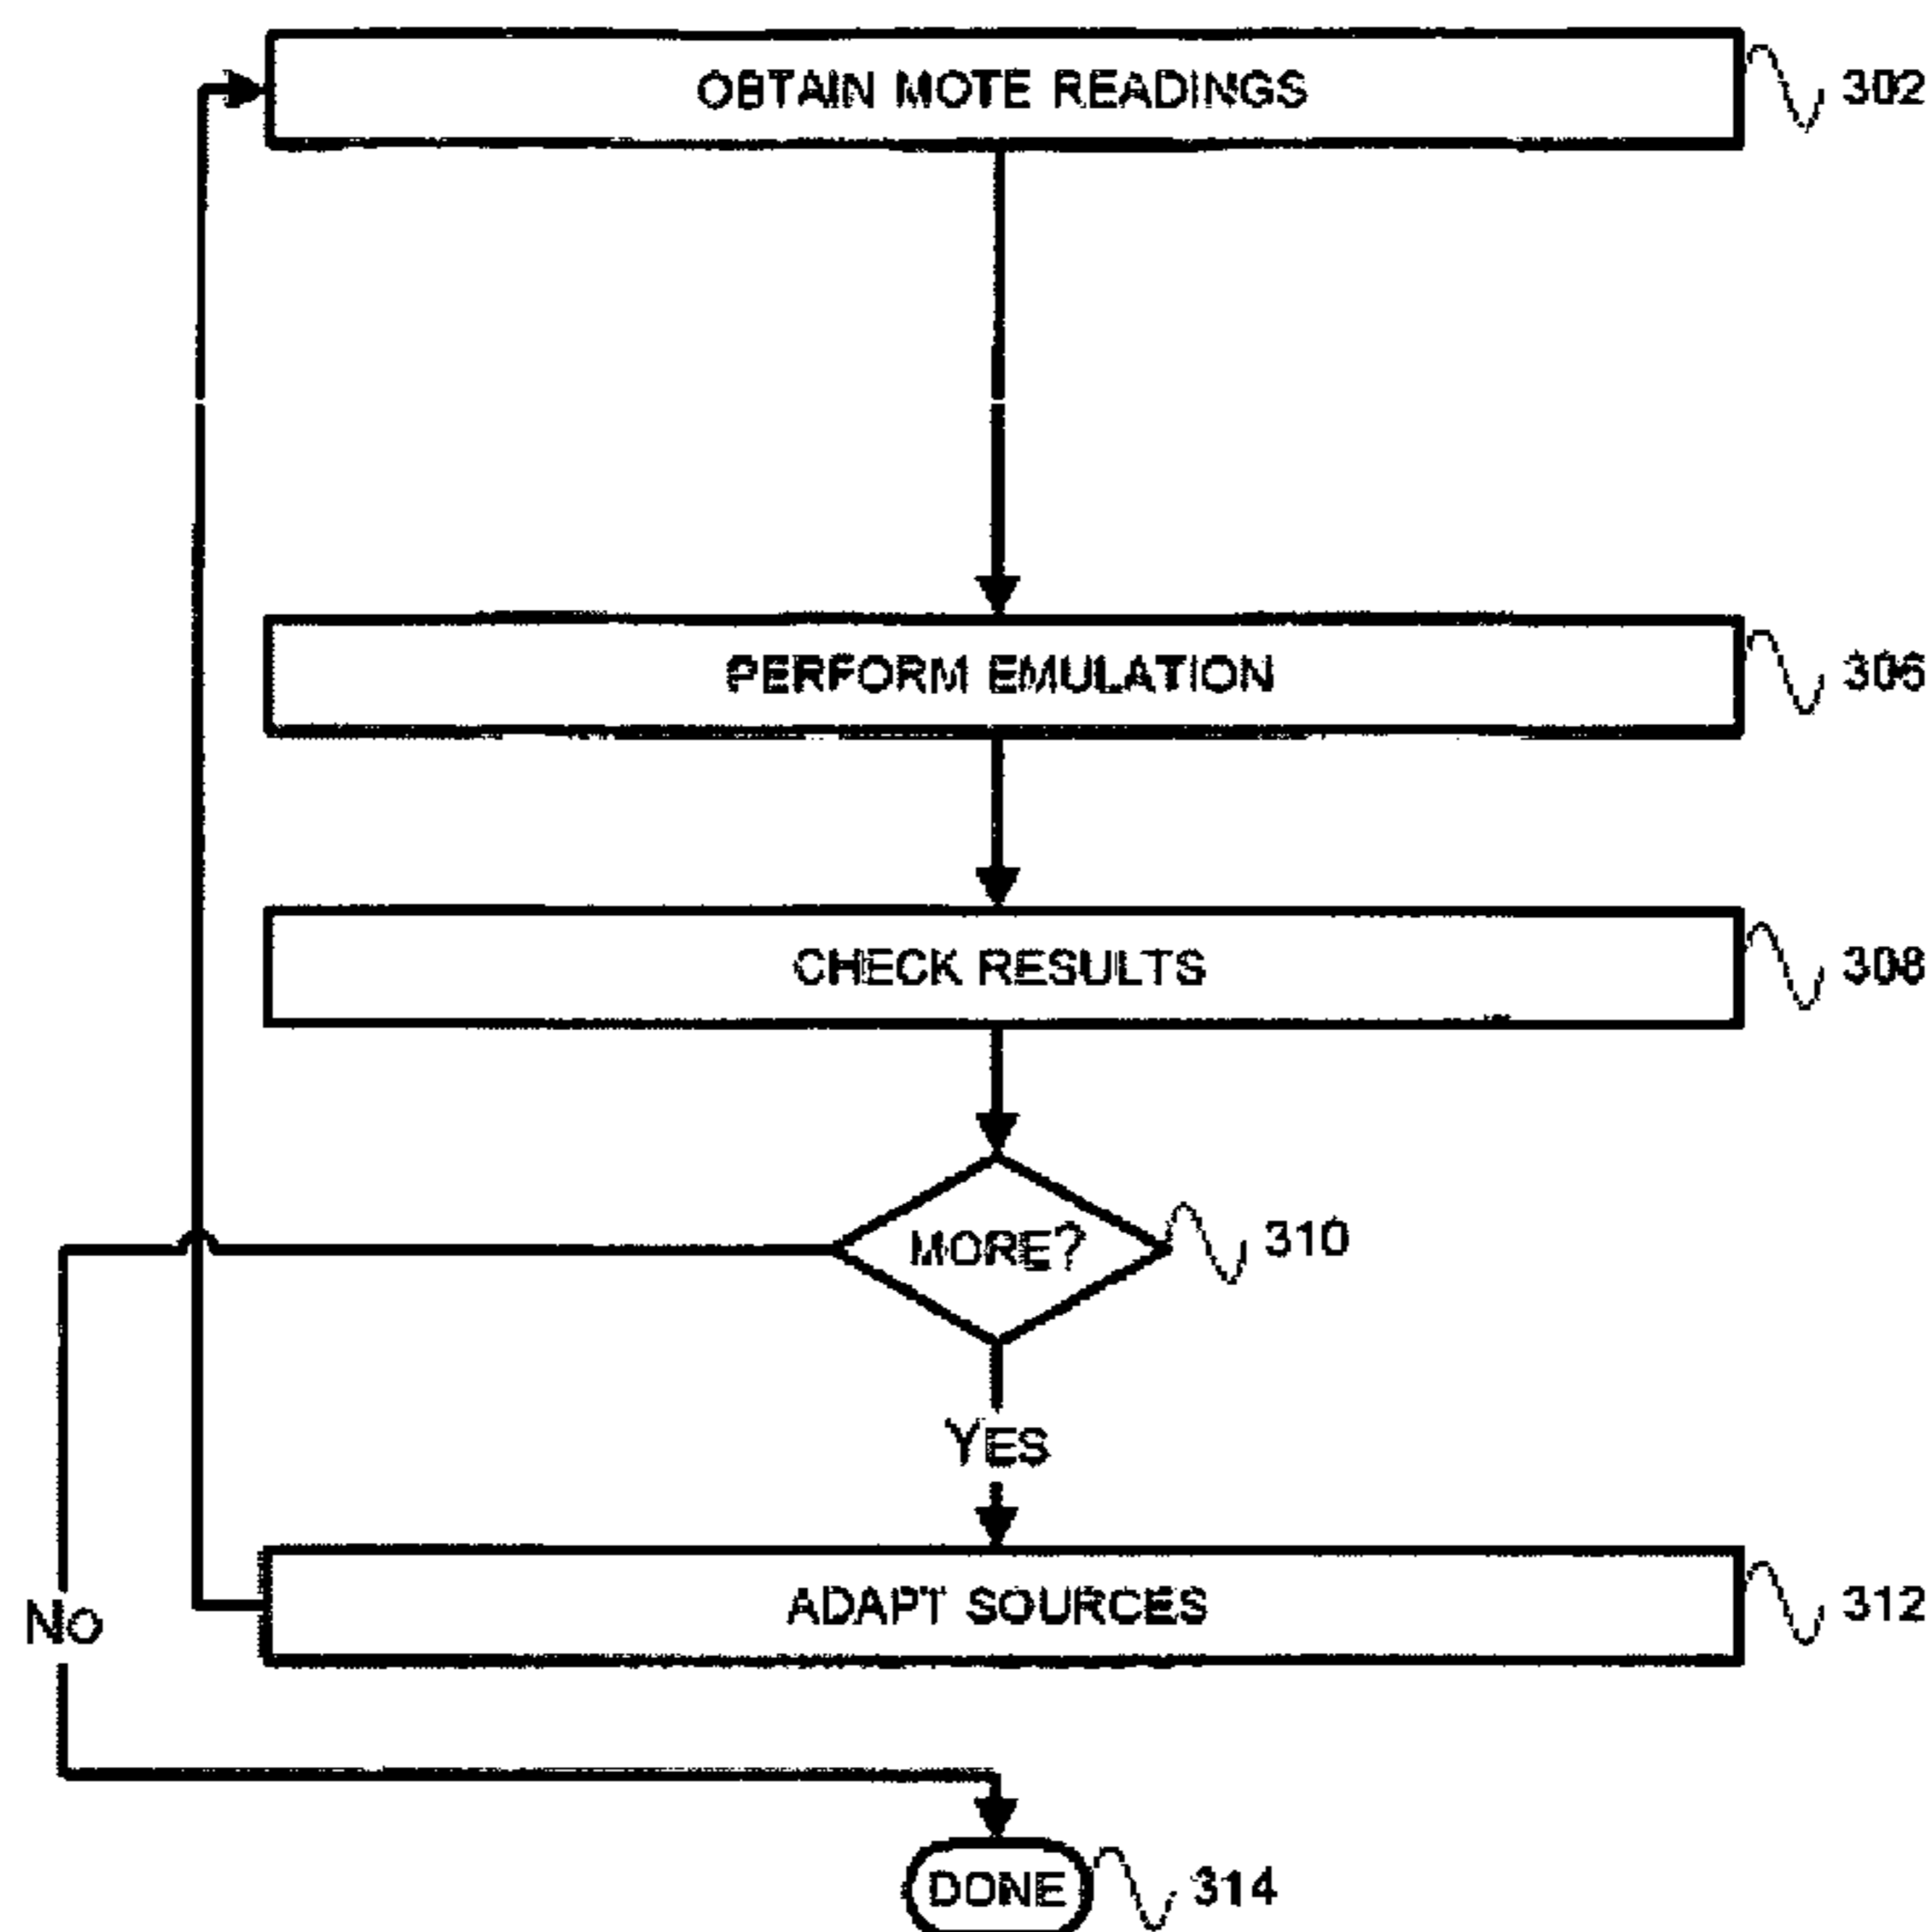 OBTAIN MOTE READINGS 302
PERFORM EMULATION 306
CHECK RESULTS 308
MORE? 310
YES
ADAPT SOURCES 312
NO
DONE 314